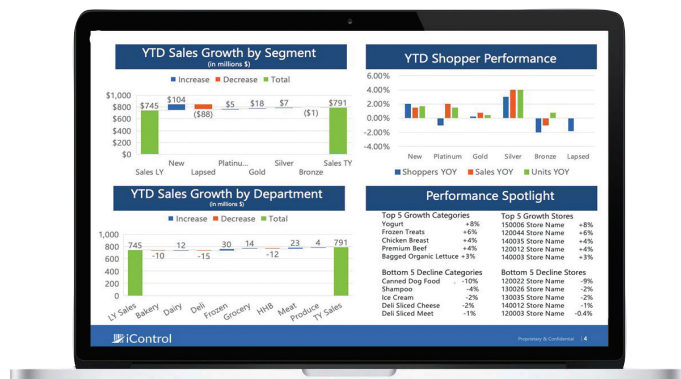 YTD Sales Growth by Segment
(in millions $)
Increase Decrease Total
$1,000
$800
$600
$400
$200
$0
$745
$104
($88)
$5
$18
$7
($1)
$791
New Platinu... Silver Sales TY
Sales LY Lapsed Gold Bronze
YTD Shopper Performance
6.00%
4.00%
2.00%
0.00%
-2.00%
-4.00%
New Platinum Gold Silver Bronze Lapsed
Shoppers YOY Sales YOY Units YOY
YTD Sales Growth by Department
(in millions $)
Increase Decrease Total
1,000
800
600
400
200
0
745
-10
12
-15
30
14
-12
23
4
791
LY Sales
Bakery
Dairy
Deli
Frozen
Grocery
HHB
Meat
Produce
TY Sales
Performance Spotlight
Top 5 Growth Categories
Yogurt +8%
Frozen Treats +6%
Chicken Breast +4%
Premium Beef +4%
Bagged Organic Lettuce +3%
Top 5 Growth Stores
150006 Store Name +8%
120044 Store Name +6%
140035 Store Name +4%
120012 Store Name +4%
140003 Store Name +3%
Bottom 5 Decline Categories
Canned Dog Food . -10%
Shampoo -4%
Ice Cream -2%
Deli Sliced Cheese -2%
Deli Sliced Meet -1%
Bottom 5 Decline Stores
120022 Store Name -9%
130026 Store Name -2%
130035 Store Name -2%
140012 Store Name -1%
120003 Store Name -0.4%
iControl
Proprietary & Confidential | 4